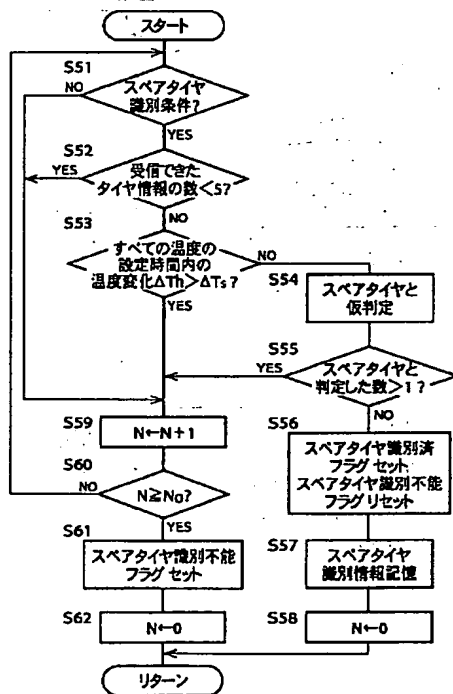 スタート
S51
スペアタイヤ
識別条件?
NO
YES
S52
受信できた
タイヤ情報の数<5?
YES
NO
S53
すべての温度の
設定時間内の
温度変化ΔTh>ΔTs?
NO
YES
S54
スペアタイヤと
仮判定
S55
スペアタイヤと
判定した数>1?
YES
NO
S56
スペアタイヤ識別済
フラグ セット
スペアタイヤ識別不能
フラグ リセット
S57
スペアタイヤ
識別情報記憶
S58
N←0
S59
N←N+1
S60
N≧N0?
NO
YES
S61
スペアタイヤ識別不能
フラグ セット
S62
N←0
リターン